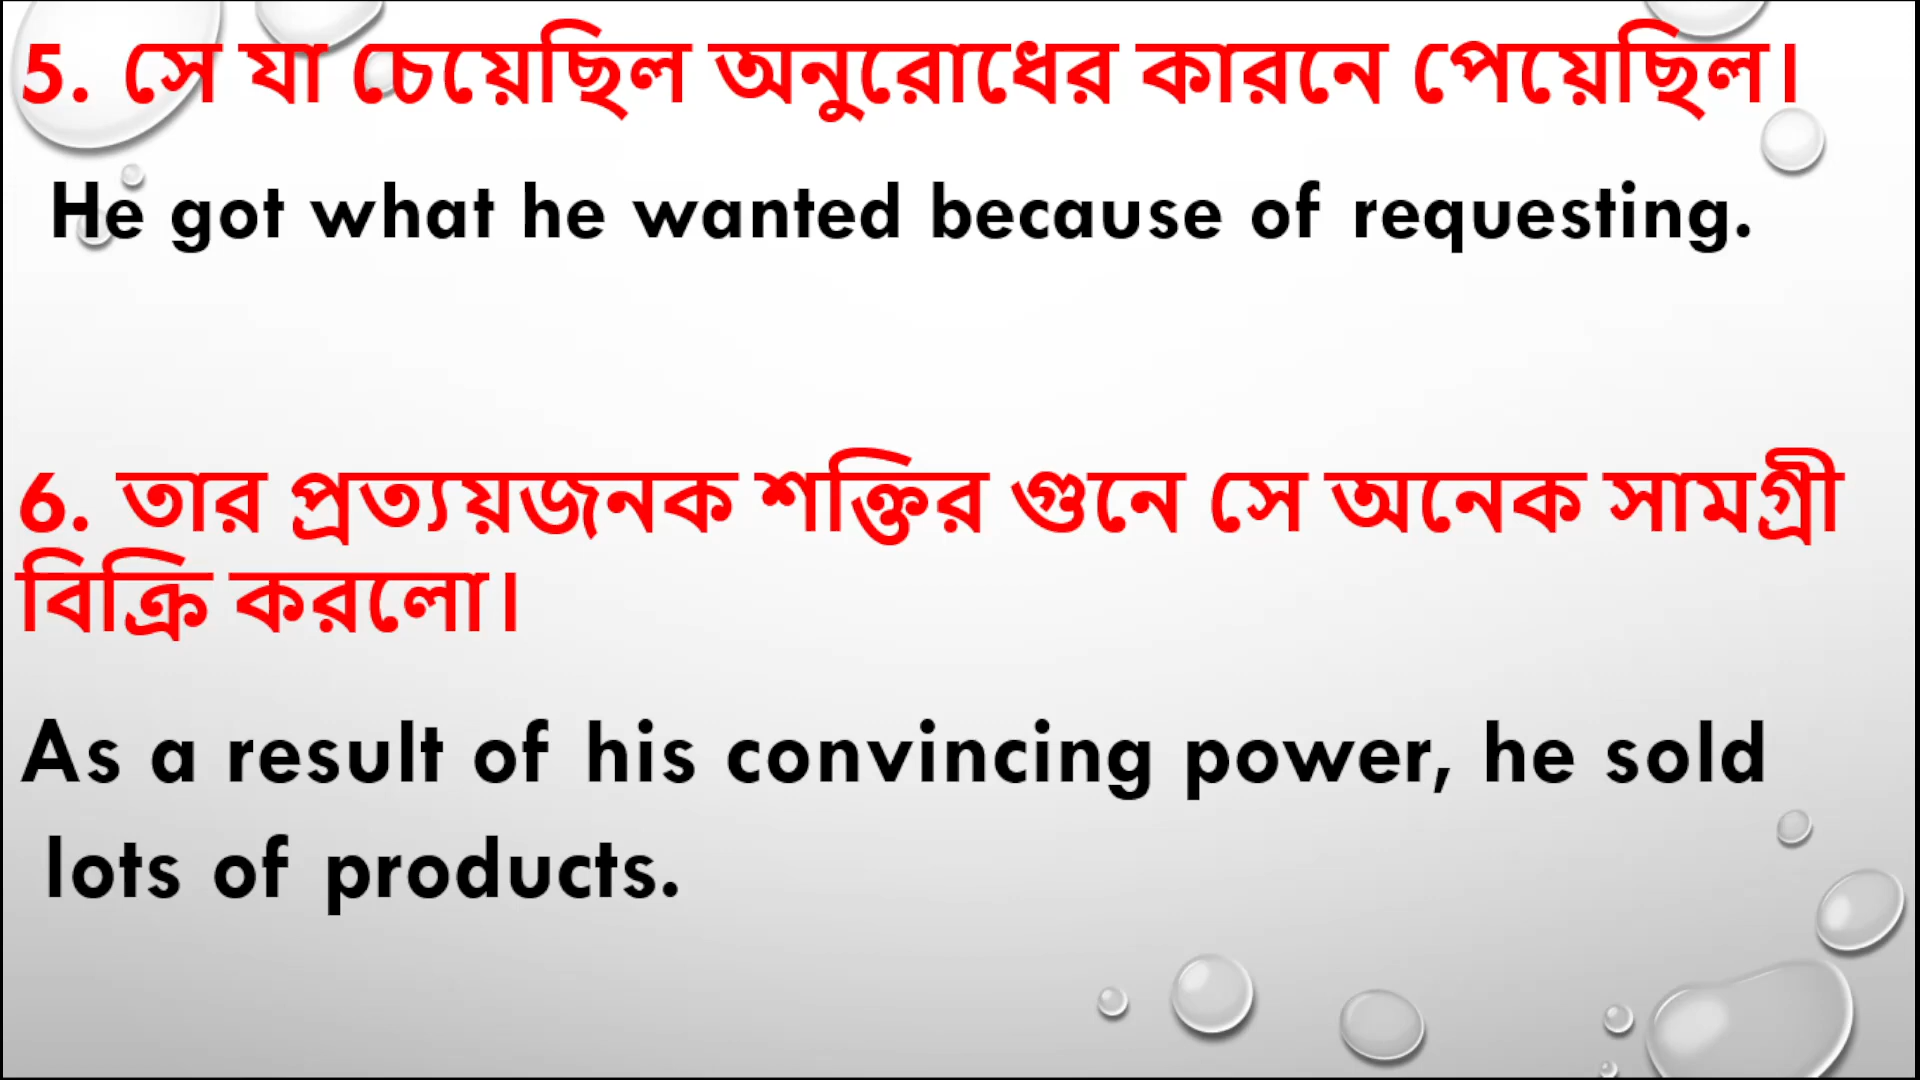 5. সে যা চেয়েছিল অনুরোধের কারনে পেয়েছিল।
He got what he wanted because of requesting.
6. তার প্রত্যয়জনক শক্তির গুনে সে অনেক সামগ্রী
বিক্রি করলো।
As a result of his convincing power, he sold
lots of products.